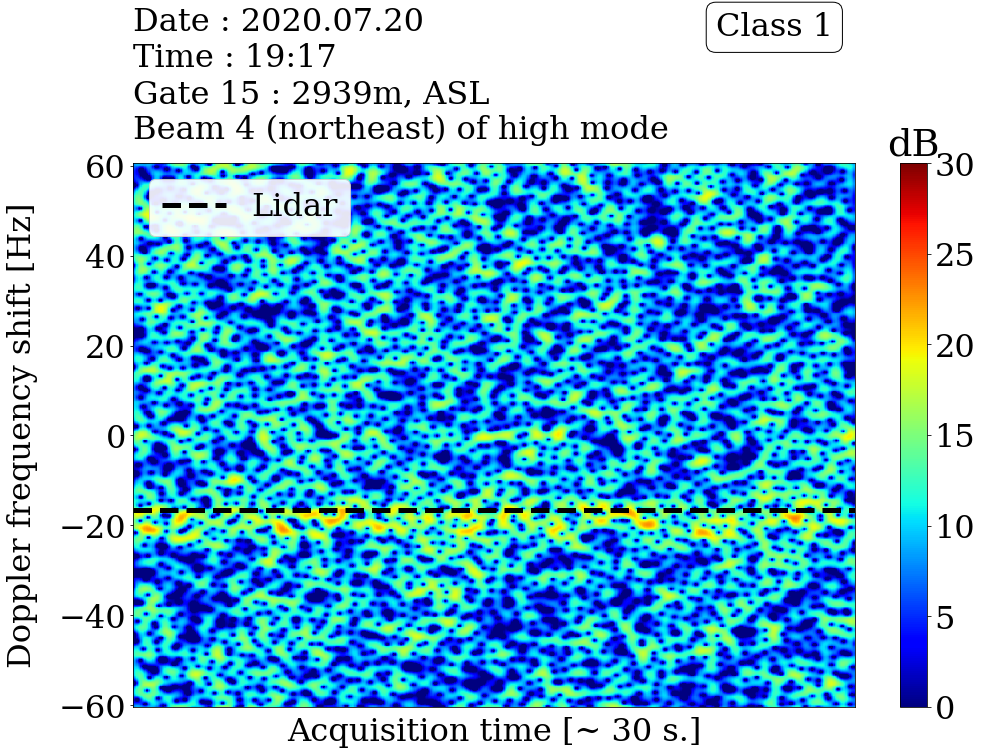 Date : 2020.07.20
Time : 19:17
Gate 15 : 2939m, ASL
Beam 4 (northeast) of high mode
Class 1
dB
Lidar
Doppler frequency shift [Hz]
60
40
20
0
−20
−40
−60
30
25
20
15
10
5
0
Acquisition time [~ 30 s.]